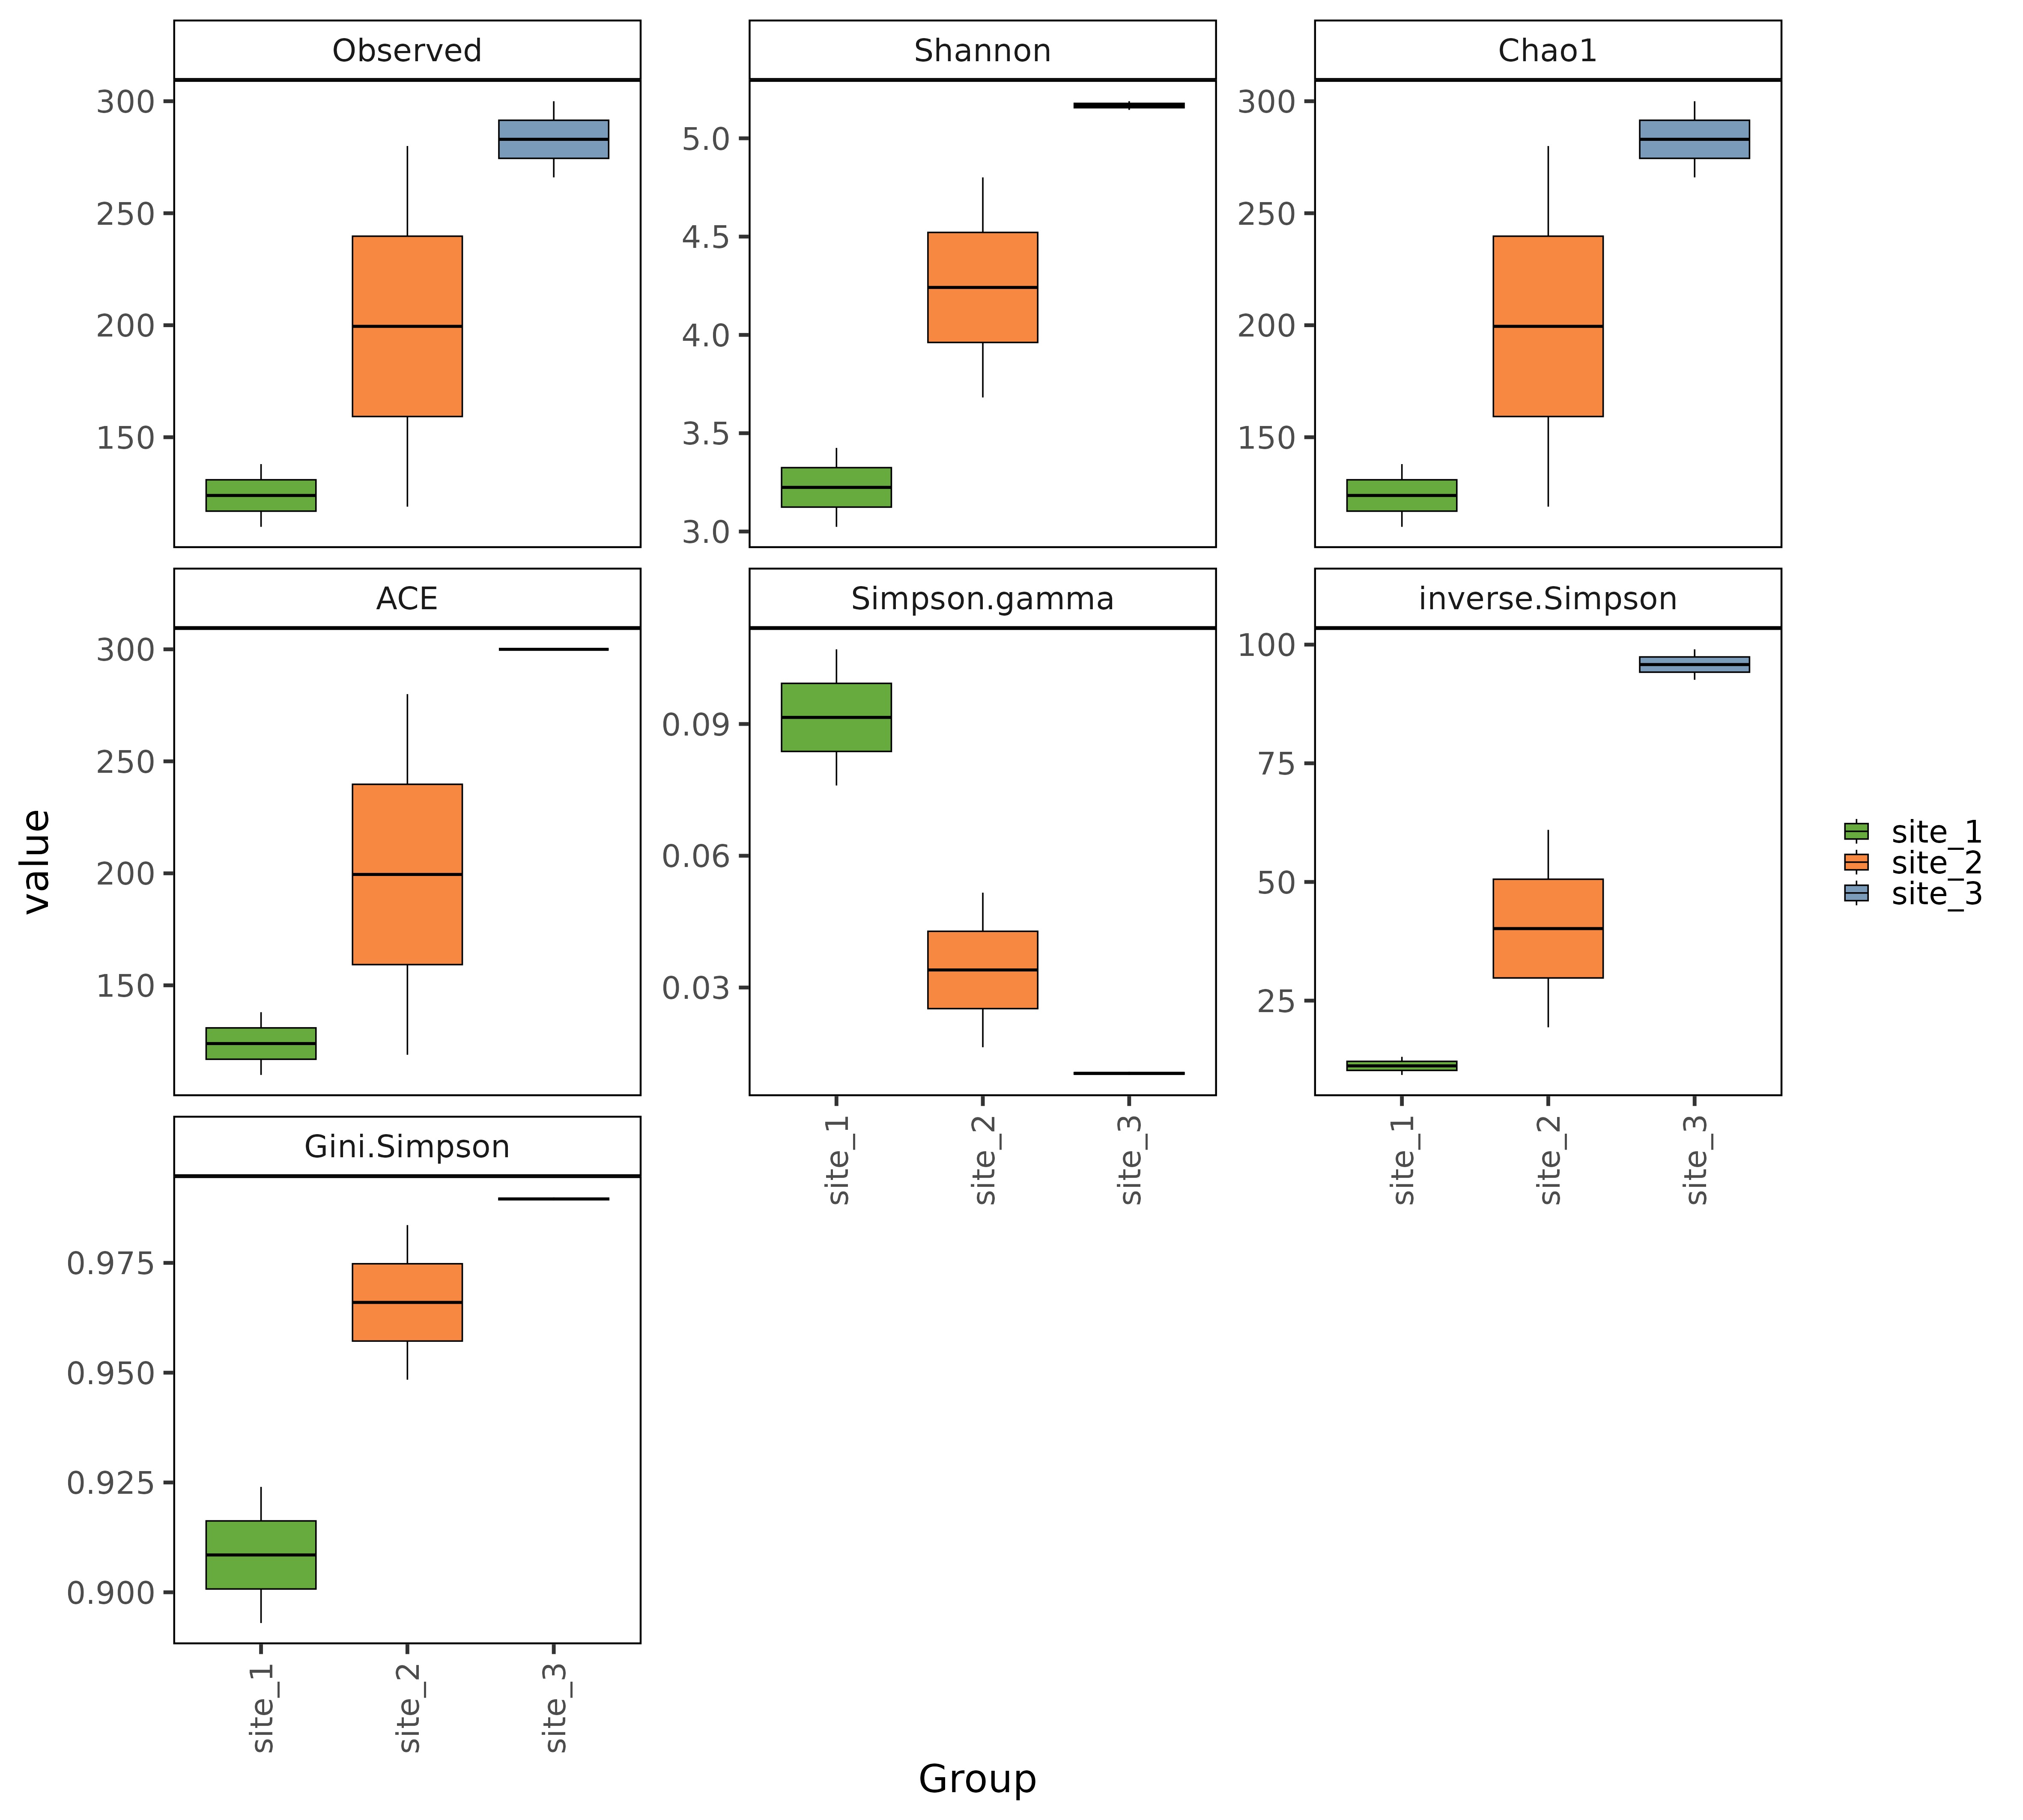 Observed
300
250
200
150
Shannon
5.0
4.5
4.0
3.5
3.0
Chao1
300
250
200
150
ACE
300
250
200
150
Simpson.gamma
0.09
0.06
0.03
site_1
site_2
site_3
inverse.Simpson
100
75
50
25
site_1
site_2
site_3
Gini.Simpson
0.975
0.950
0.925
0.900
site_1
site_2
site_3
value
Group
site_1
site_2
site_3